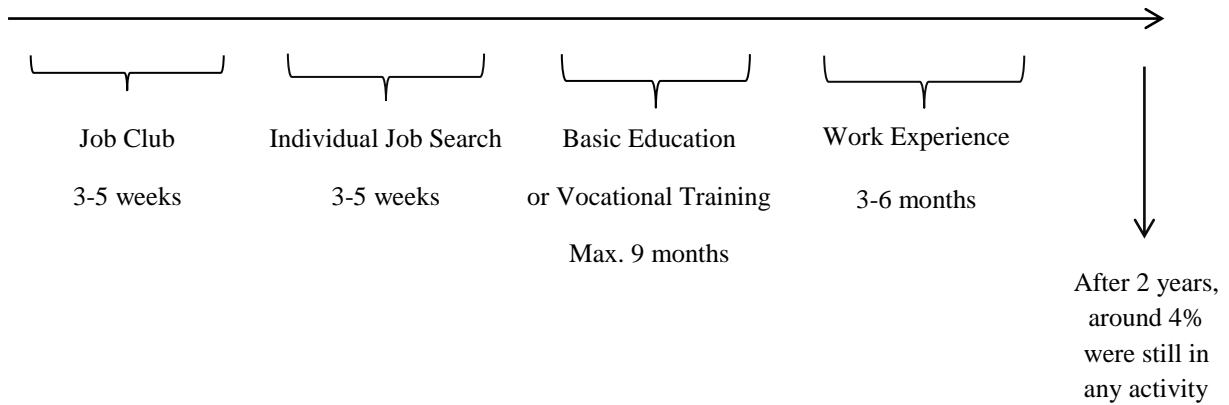 Job Club
3-5 weeks
Individual Job Search
3-5 weeks
Basic Education
or Vocational Training
Max. 9 months
Work Experience
3-6 months
After 2 years,
around 4%
were still in
any activity